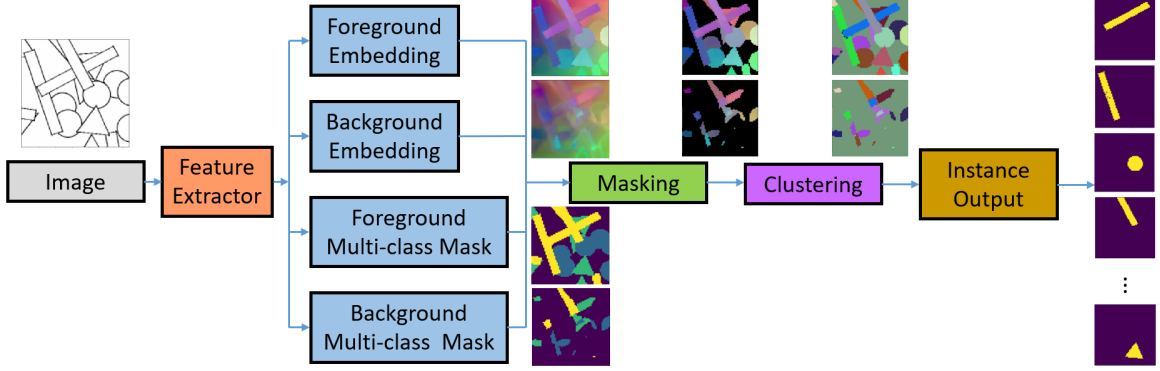 Foreground
Embedding
Background
Embedding
Image
Feature
Extractor
Masking
Clustering
Instance
Output
Foreground
Multi-class Mask
Background
Multi-class Mask
...